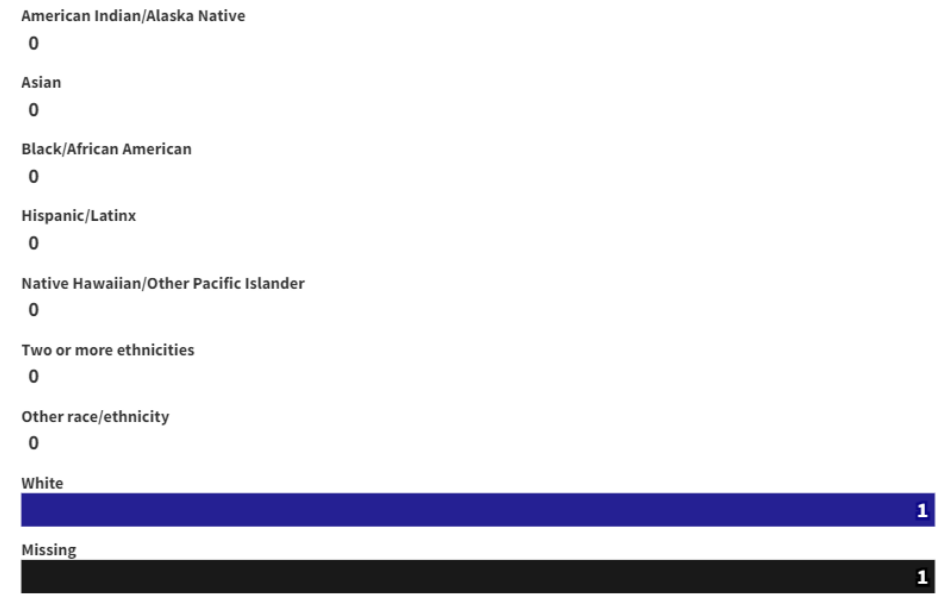 American Indian/Alaska Native
0
Asian
0
Black/African American
0
Hispanic/Latinx
0
Native Hawaiian/Other Pacific Islander
0
Two or more ethnicities
0
Other race/ethnicity
0
White
1
Missing
1